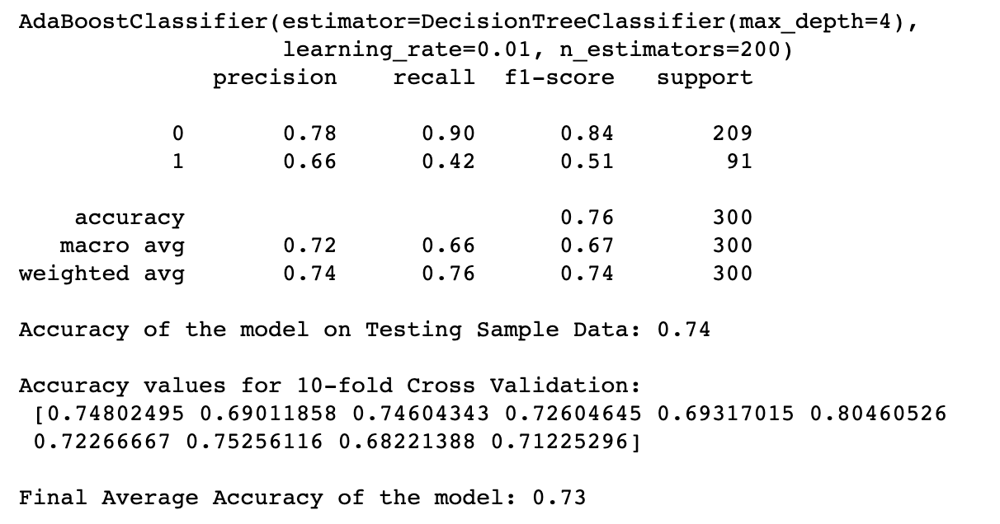 AdaBoostClassifier(estimator=DecisionTreeClassifier(max_depth=4),
learning_rate=0.01, n_estimators=200)
precision recall f1-score support
0 0.78 0.90 0.84 209
1 0.66 0.42 0.51 91
accuracy 0.76 300
macro avg 0.72 0.66 0.67 300
weighted avg 0.74 0.76 0.74 300
Accuracy of the model on Testing Sample Data: 0.74
Accuracy values for 10-fold Cross Validation:
[0.74802495 0.69011858 0.74604343 0.72604645 0.69317015 0.80460526
0.72266667 0.75256116 0.68221388 0.71225296]
Final Average Accuracy of the model: 0.73